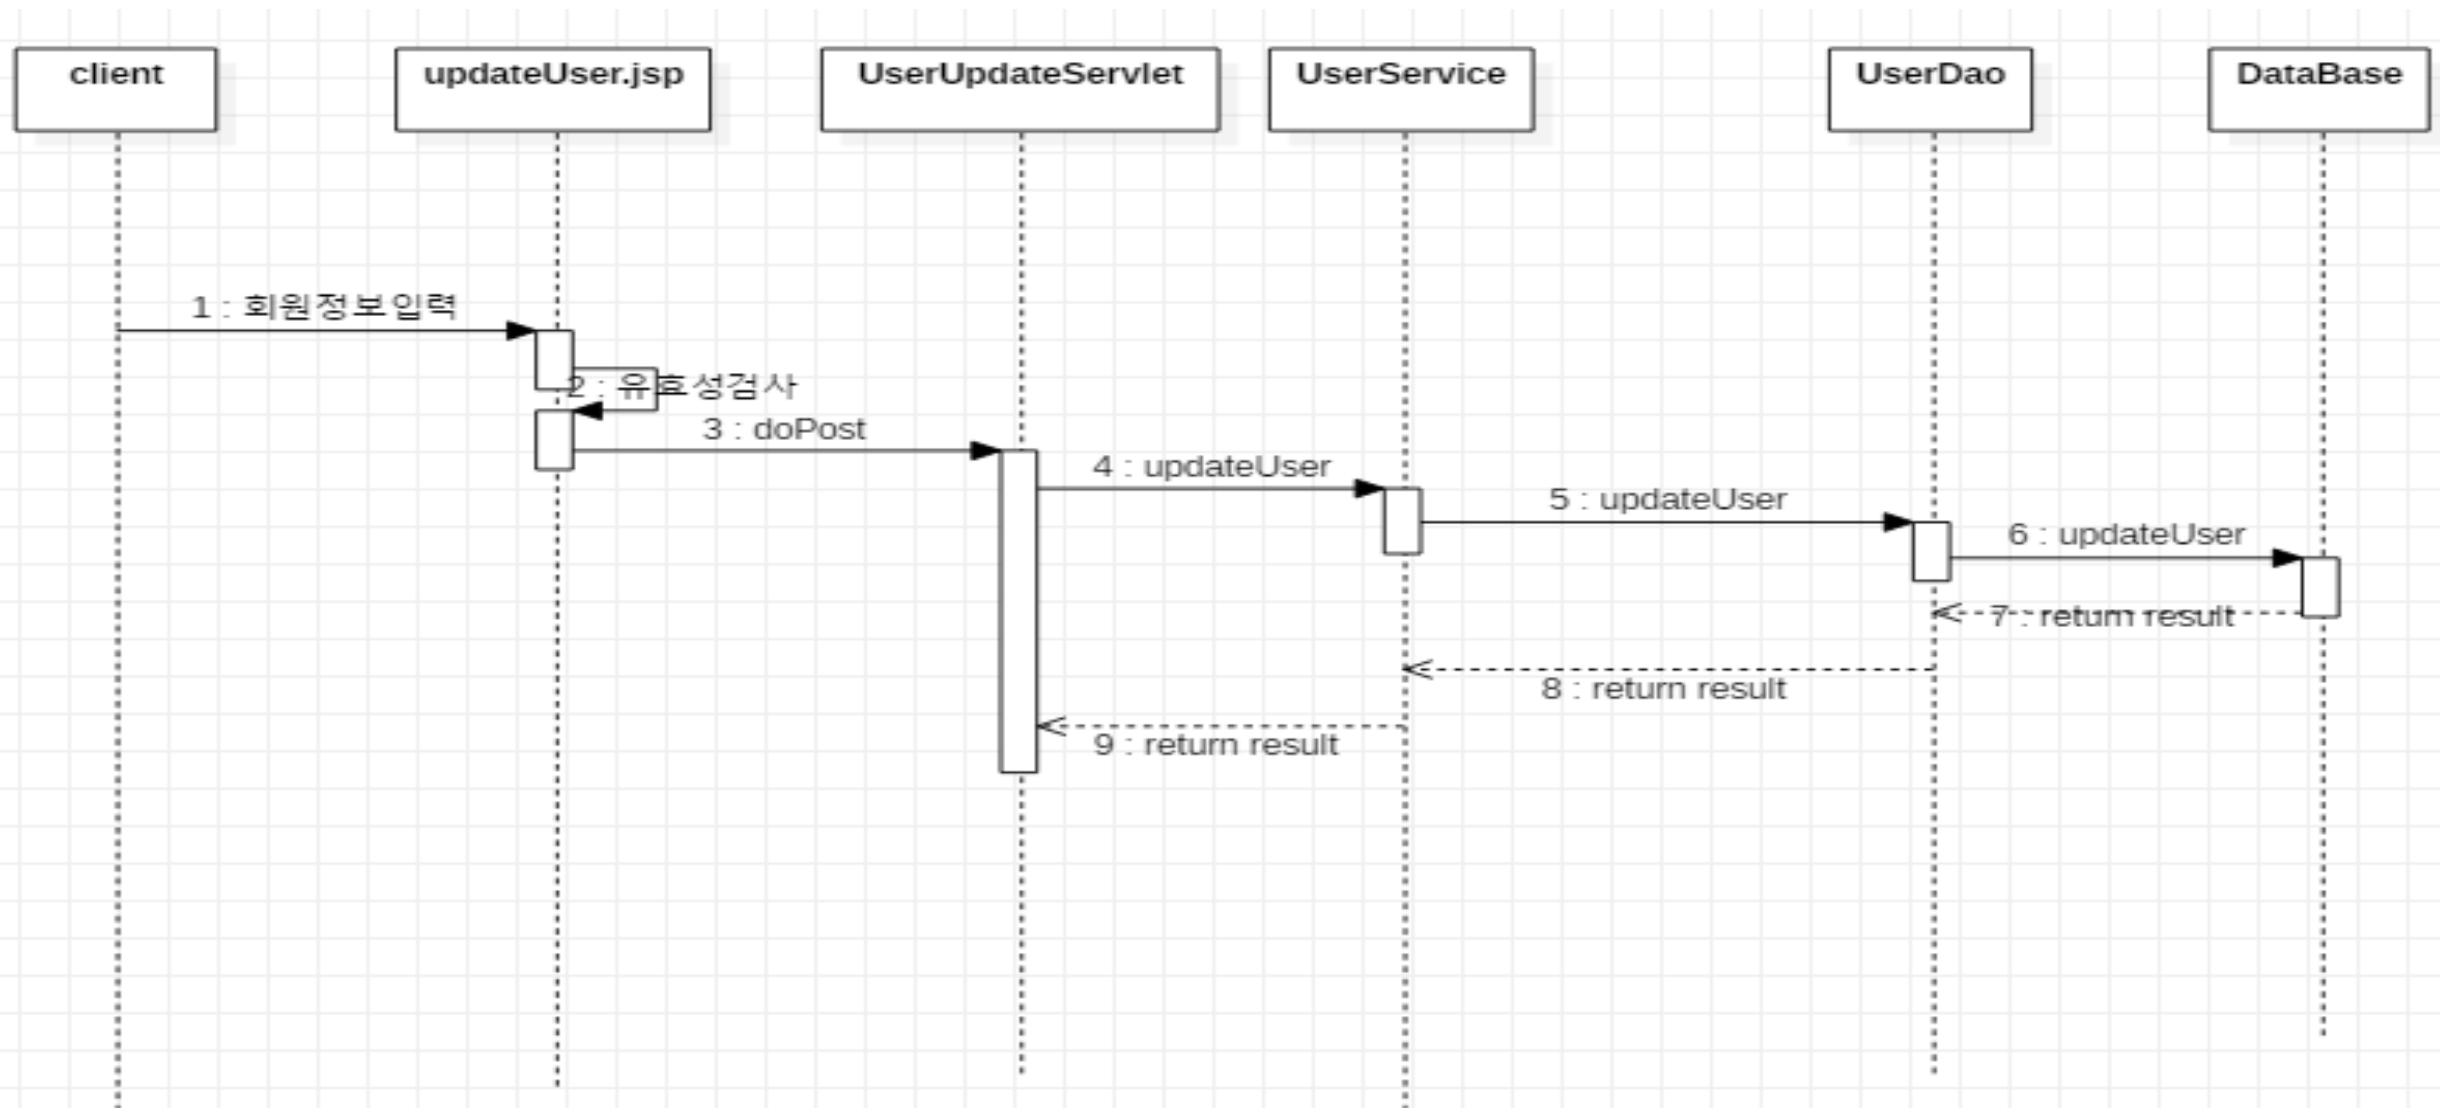 client
updateUser.jsp
UserUpdateServlet
UserService
UserDao
DataBase
1 : 회원정보입력
2 : 유효성검사
3 : doPost
4 : updateUser
5 : updateUser
6 : updateUser
7 : return result
8 : return result
9 : return result